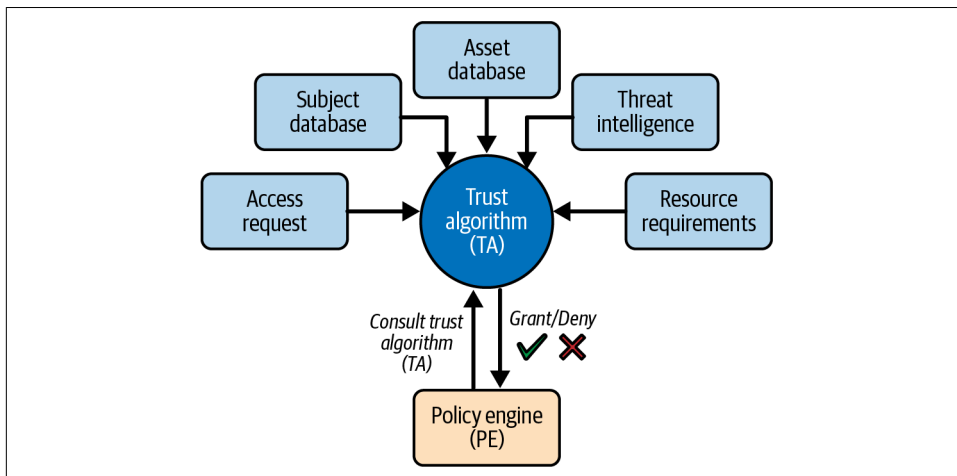 Asset
database
Subject
database
Threat
intelligence
Access
request
Trust
algorithm
(TA)
Resource
requirements
Consult trust
algorithm
(TA)
Grant/Deny
Policy engine
(PE)